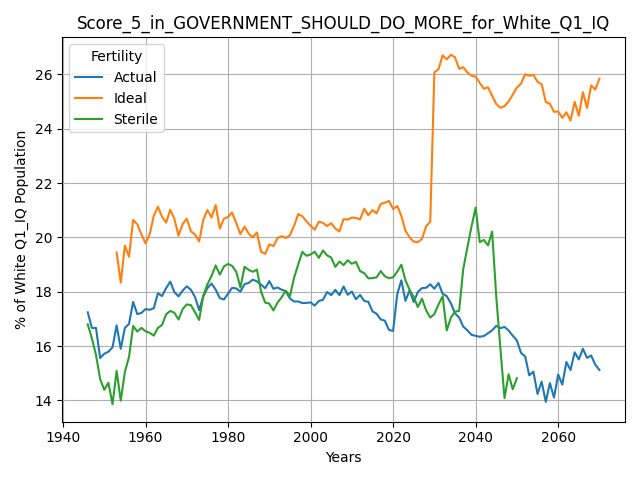 Score_5_in_GOVERNMENT_SHOULD_DO_MORE_for_White_Q1_IQ
Fertility
Actual
Ideal
Sterile
% of White Q1_IQ Population
26
24
22
20
18
16
14
1940 1960 1980 2000 2020 2040 2060
Years